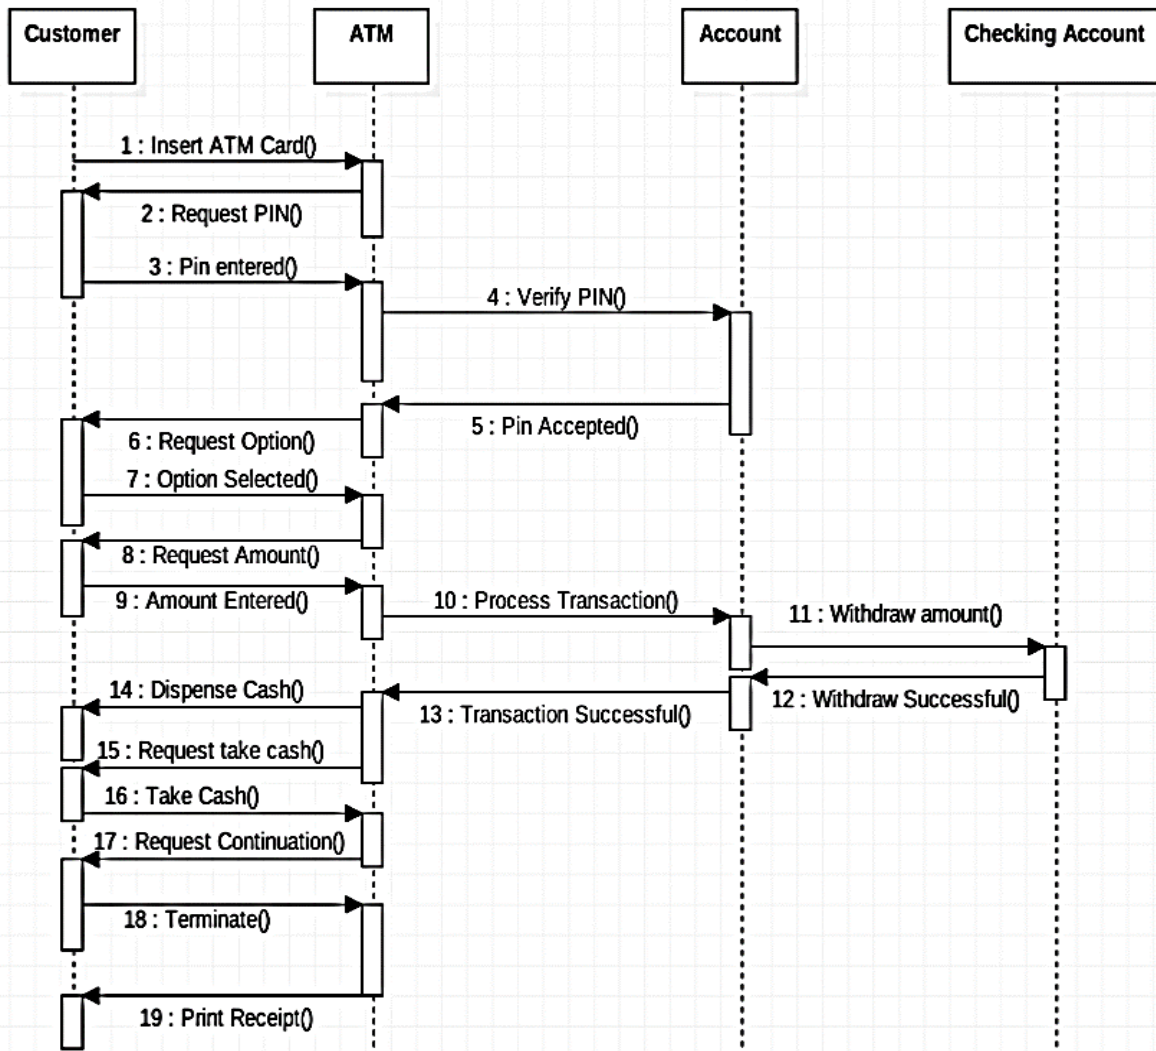 Customer
ATM
Account
Checking Account
1 : Insert ATM Card()
2 : Request PIN()
3 : Pin entered()
4 : Verify PIN()
5 : Pin Accepted()
6 : Request Option()
7 : Option Selected()
8 : Request Amount()
9 : Amount Entered()
10 : Process Transaction()
11 : Withdraw amount()
12 : Withdraw Successful()
13 : Transaction Successful()
14 : Dispense Cash()
15 : Request take cash()
16 : Take Cash()
17 : Request Continuation()
18 : Terminate()
19 : Print Receipt()